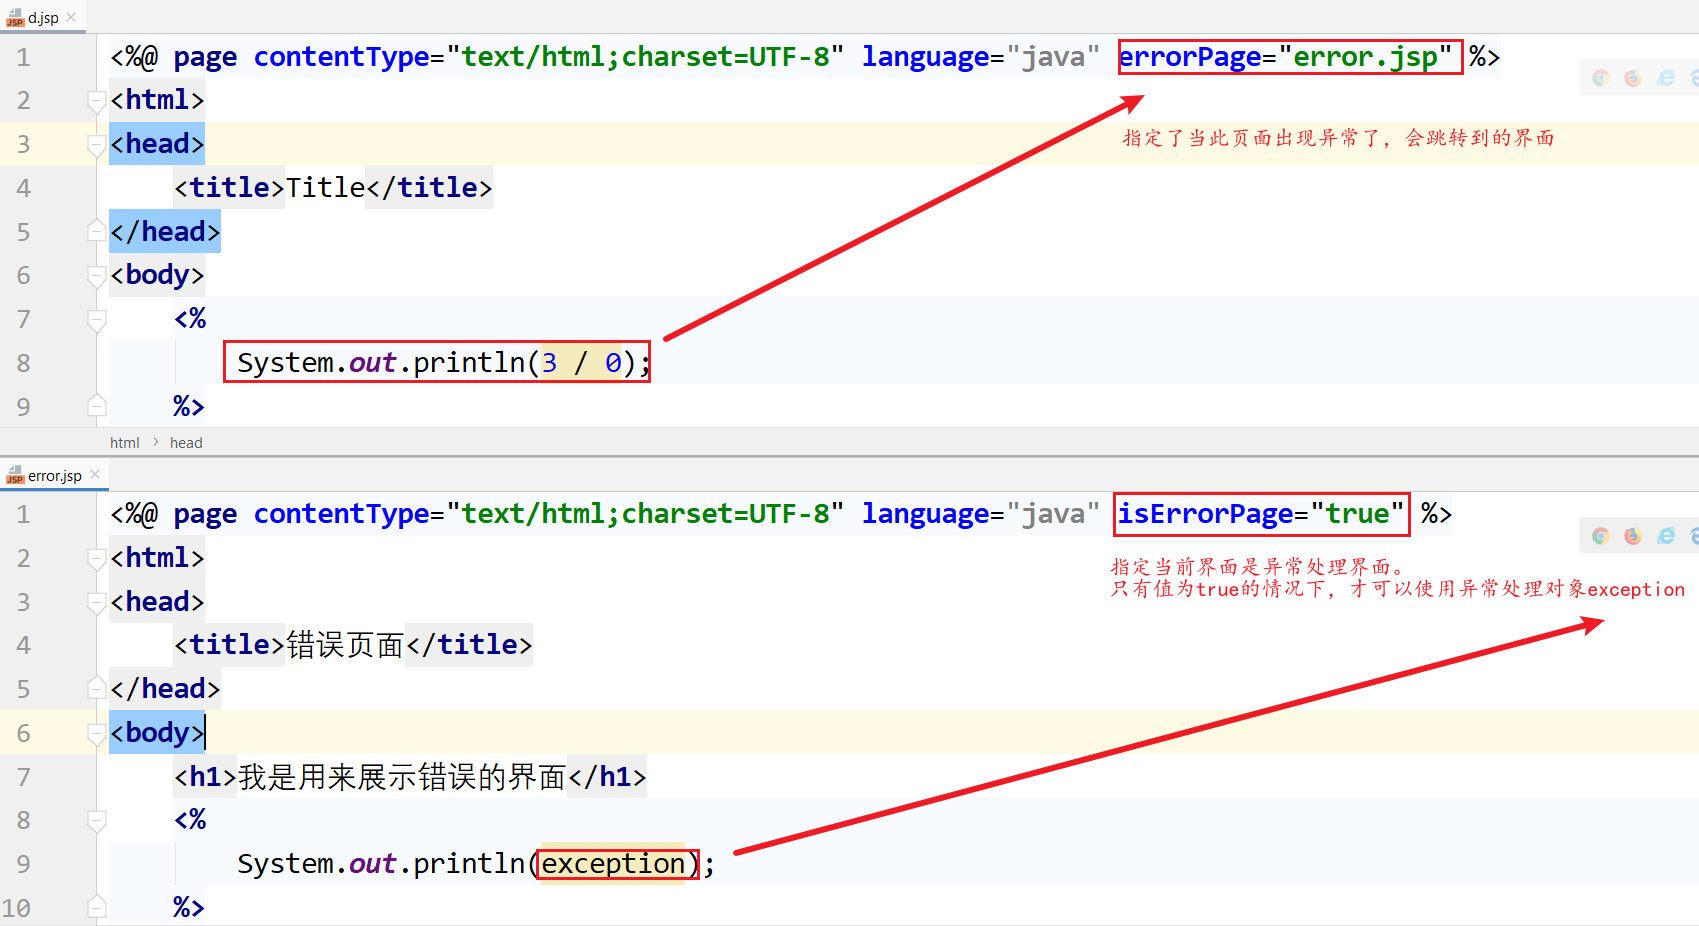 d.jsp
1 <%@ page contentType="text/html;charset=UTF-8" language="java" errorPage="error.jsp" %>
2 <html>
3 <head>
指定了当此页面出现异常了，会跳转到的界面
4 <title>Title</title>
5 </head>
6 <body>
7 <%
8 System.out.println(3 / 0);
9 %>
html > head
error.jsp
1 <%@ page contentType="text/html;charset=UTF-8" language="java" isErrorPage="true" %>
2 <html>
指定当前界面是异常处理界面。
只有值为true的情况下，才可以使用异常处理对象exception
3 <head>
4 <title>错误页面</title>
5 </head>
6 <body>
7 <h1>我是用来展示错误的界面</h1>
8 <%
9 System.out.println(exception);
10 %>